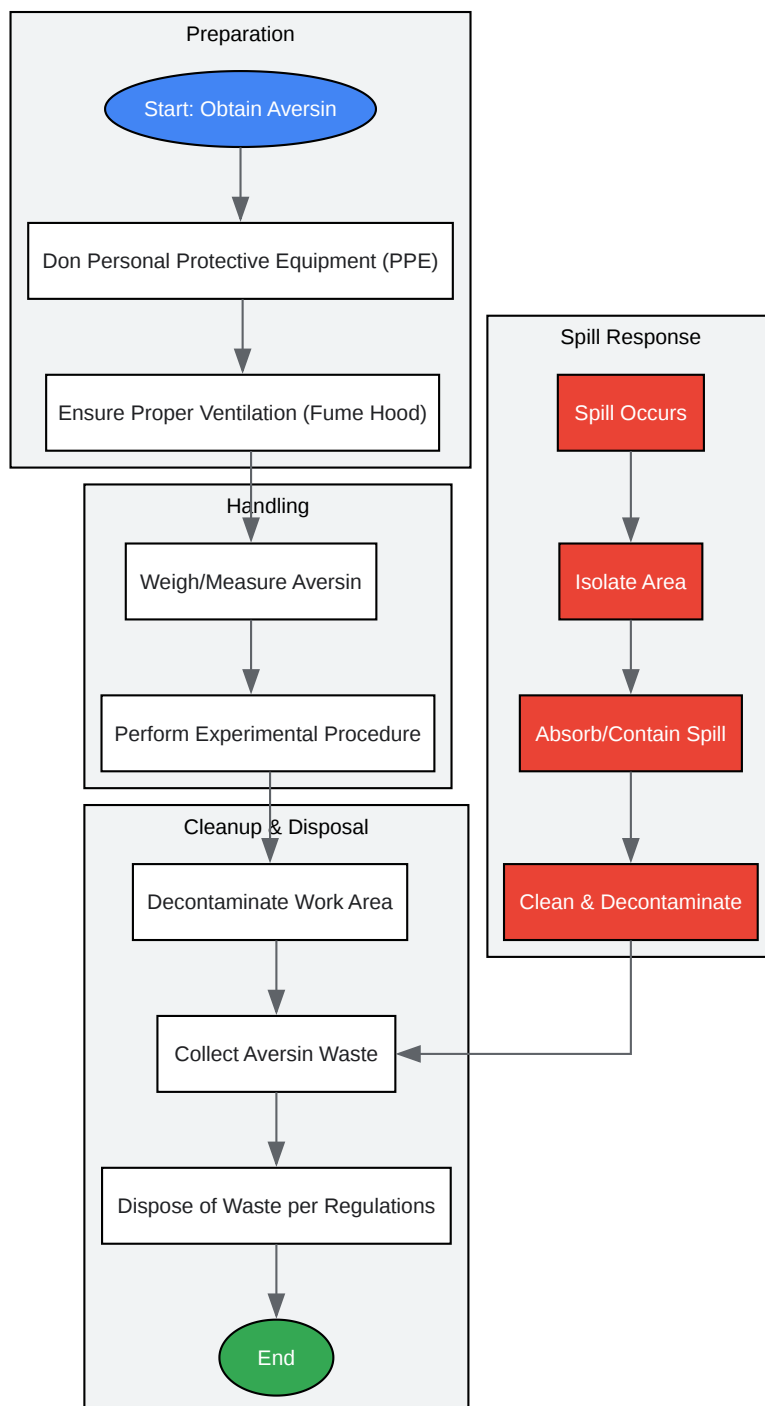 Preparation
Start: Obtain Aversin
Don Personal Protective Equipment (PPE)
Ensure Proper Ventilation (Fume Hood)
Handling
Weigh/Measure Aversin
Perform Experimental Procedure
Cleanup & Disposal
Decontaminate Work Area
Collect Aversin Waste
Dispose of Waste per Regulations
End
Spill Response
Spill Occurs
Isolate Area
Absorb/Contain Spill
Clean & Decontaminate